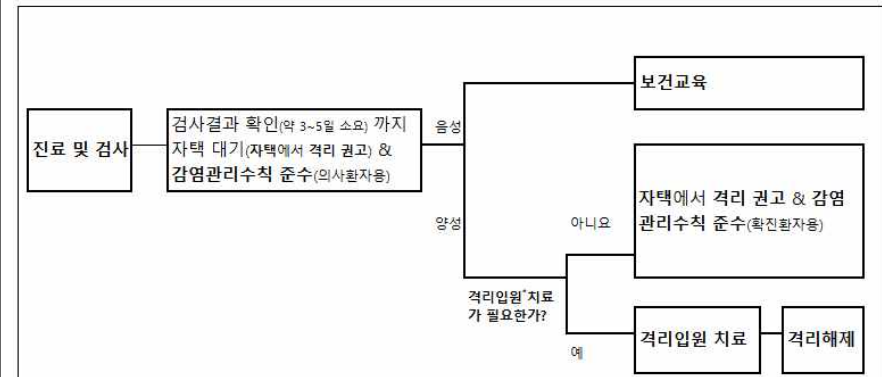 진료 및 검사
검사결과 확인(약 3~5일 소요) 까지
자택 대기(자택에서 격리 권고) &
감염관리수칙 준수(의사환자용)
음성
보건교육
양성
아니요
자택에서 격리 권고 & 감염
관리수칙 준수(확진환자용)
격리입원*치료
가 필요한가?
예
격리입원 치료
격리해제